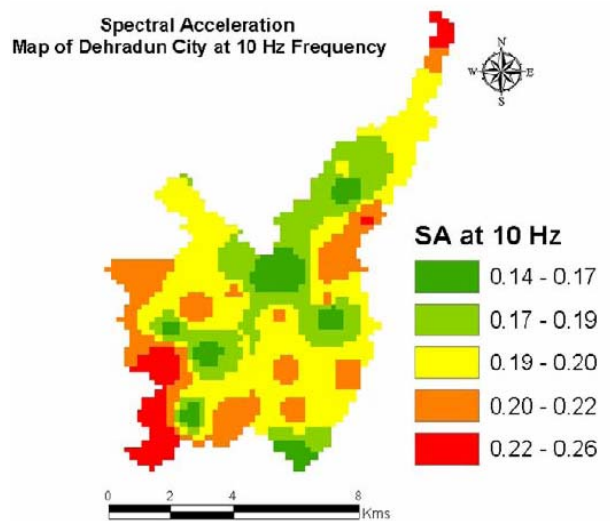 Spectral Acceleration
Map of Dehradun City at 10 Hz Frequency
N
W E
S
SA at 10 Hz
0.14 - 0.17
0.17 - 0.19
0.19 - 0.20
0.20 - 0.22
0.22 - 0.26
0 2 4 8
Kms